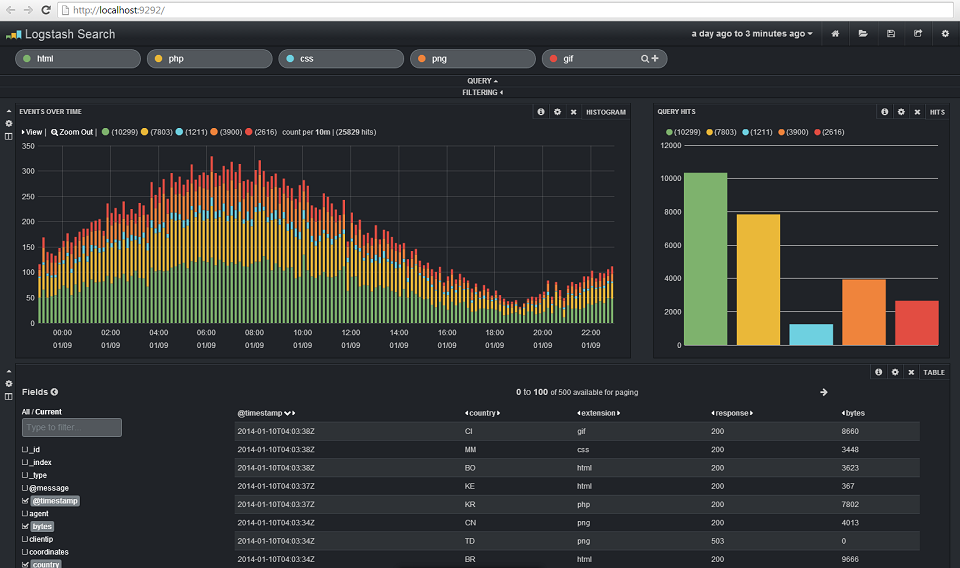 http://localhost:9292/
Logstash Search
a day ago to 3 minutes ago
html php css png gif
QUERY
FILTERING
EVENTS OVER TIME HISTOGRAM
View | Zoom Out | (10299) (7803) (1211) (3900) (2616) count per 10m | (25829 hits)
350
300
250
200
150
100
50
0
00:00 02:00 04:00 06:00 08:00 10:00 12:00 14:00 16:00 18:00 20:00 22:00
01/09 01/09 01/09 01/09 01/09 01/09 01/09 01/09 01/09 01/09 01/09 01/09
QUERY HITS HITS
(10299) (7803) (1211) (3900) (2616)
12000
10000
8000
6000
4000
2000
0
TABLE
Fields
All / Current
Type to filter...
_id
_index
_type
@message
@timestamp
agent
bytes
clientip
coordinates
country
0 to 100 of 500 available for paging
@timestamp country extension response bytes
2014-01-10T04:03:38Z CI gif 200 8660
2014-01-10T04:03:38Z MM css 200 3448
2014-01-10T04:03:38Z BO html 200 3623
2014-01-10T04:03:37Z KE html 200 367
2014-01-10T04:03:37Z KR php 200 7802
2014-01-10T04:03:34Z CN png 200 4013
2014-01-10T04:03:34Z TD png 503 0
2014-01-10T04:03:34Z BR html 200 9666